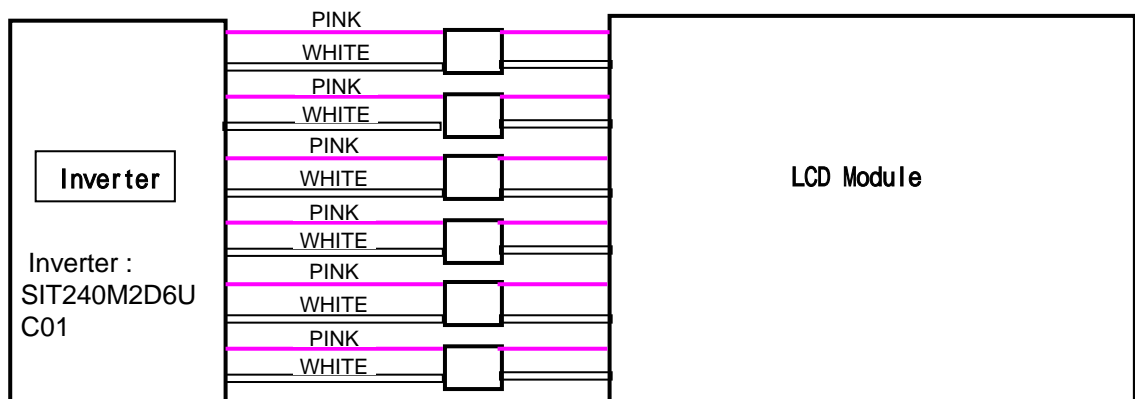 PINK
WHITE
PINK
WHITE
PINK
WHITE
PINK
WHITE
PINK
WHITE
PINK
WHITE
Inverter
Inverter :
SIT240M2D6U
C01
LCD Module